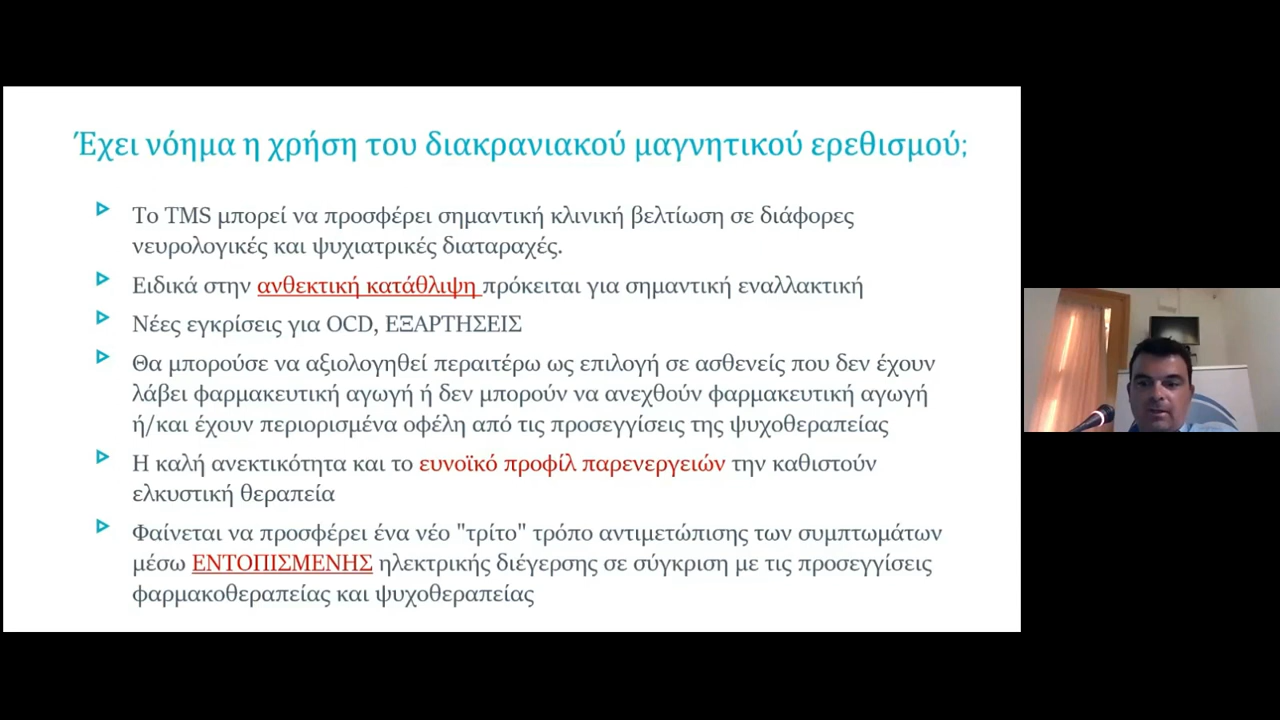 Έχει νόημα η χρήση του διακρανιακού μαγνητικού ερεθισμού;
Το TMS μπορεί να προσφέρει σημαντική κλινική βελτίωση σε διάφορες
νευρολογικές και ψυχιατρικές διαταραχές.
Ειδικά στην ανθεκτική κατάθλιψη πρόκειται για σημαντική εναλλακτική
Νέες εγκρίσεις για OCD, ΕΞΑΡΤΗΣΕΙΣ
Θα μπορούσε να αξιολογηθεί περαιτέρω ως επιλογή σε ασθενείς που δεν έχουν
λάβει φαρμακευτική αγωγή ή δεν μπορούν να ανεχθούν φαρμακευτική αγωγή
ή/και έχουν περιορισμένα οφέλη από τις προσεγγίσεις της ψυχοθεραπείας
Η καλή ανεκτικότητα και το ευνοϊκό προφίλ παρενεργειών την καθιστούν
ελκυστική θεραπεία
Φαίνεται να προσφέρει ένα νέο "τρίτο" τρόπο αντιμετώπισης των συμπτωμάτων
μέσω ΕΝΤΟΠΙΣΜΕΝΗΣ ηλεκτρικής διέγερσης σε σύγκριση με τις προσεγγίσεις
φαρμακοθεραπείας και ψυχοθεραπείας